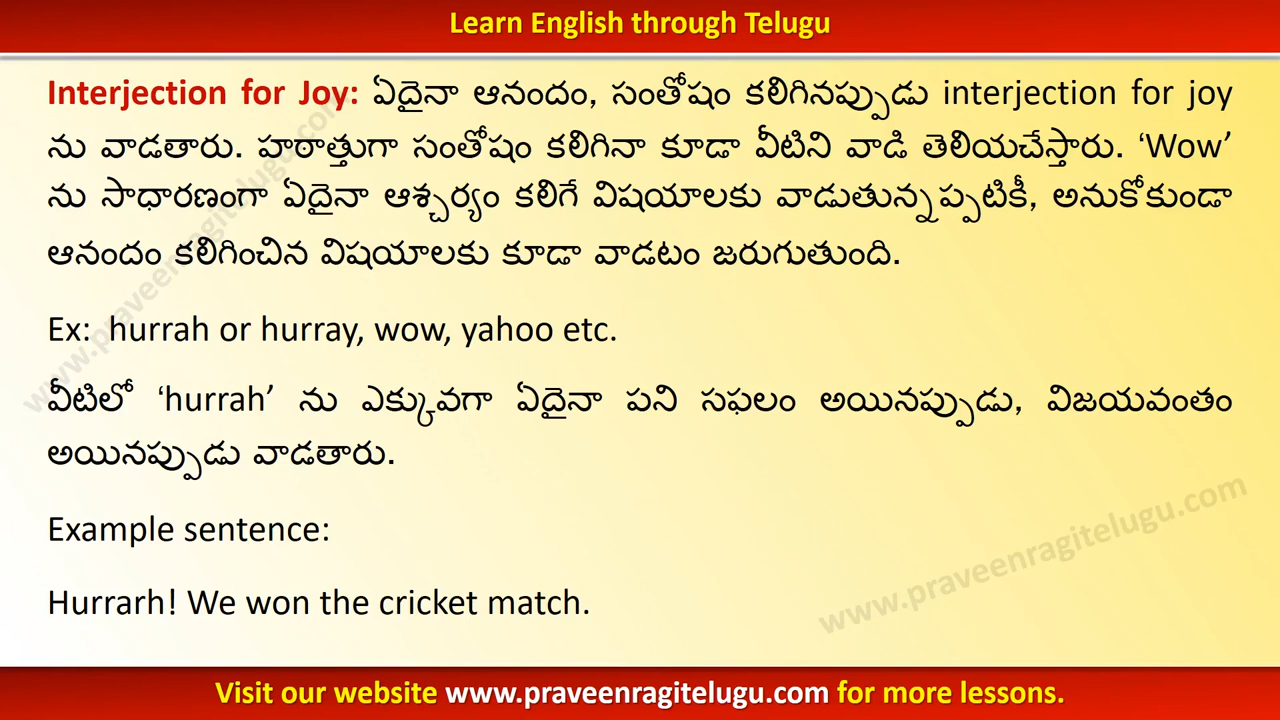 Learn English through Telugu
Interjection for Joy: ఏదైనా ఆనందం, సంతోషం కలిగినప్పుడు interjection for joy
ను వాడతారు. హఠాత్తుగా సంతోషం కలిగినా కూడా వీటిని వాడి తెలియచేస్తారు. ‘Wow’
ను సాధారణంగా ఏదైనా ఆశ్చర్యం కలిగే విషయాలకు వాడుతున్నప్పటికీ, అనుకోకుండా
ఆనందం కలిగించిన విషయాలకు కూడా వాడటం జరుగుతుంది.
Ex: hurrah or hurray, wow, yahoo etc.
వీటిలో ‘hurrah’ ను ఎక్కువగా ఏదైనా పని సఫలం అయినప్పుడు, విజయవంతం
అయినప్పుడు వాడతారు.
Example sentence:
Hurrarh! We won the cricket match.
www.praveenragitelugu.com
www.praveenragitelugu.com
Visit our website www.praveenragitelugu.com for more lessons.